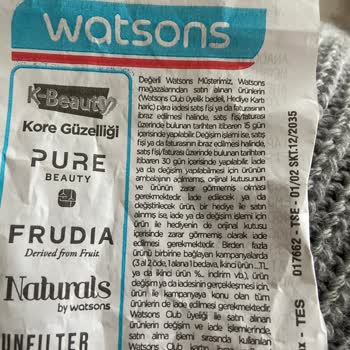 watsons
K-Beauty
Kore Güzelliği
PURE
BEAUTY
FRUDIA
Derived from Fruit
Naturals
by watsons
UNFILTER
Değerli Watsons Müşterimiz, Watsons
mağazalarından satın alınan ürünlerin
(Watsons Club üyelik bedeli, Hediye Kartı
hariç) para iadesi satış fişi ya da faturasının
ibraz edilmesi halinde, satış fişi/faturası
üzerinde bulunan tarihten itibaren 15 gün
içerisinde yapılabilir. Değişim işlemi ise, satış
fişi ya da faturasının ibraz edilmesi halinde,
satış fişi/faturası üzerinde bulunan tarihten
itibaren 30 gün içerisinde yapılabilir. İade
ya da değişim yapılabilmesi için ürünün
ambalajının açılmamış, orijinal kutusunun
ve ürünün zarar görmemiş olması
gerekmektedir. İade edilecek ya da
değiştirilecek ürün, bir hediye ile satın
alınmış ise, iade ya da değişim işlemi için
ürün ile hediyenin de orijinal kutusu
içerisinde zarar görmemiş olarak iade
edilmesi gerekmektedir. Birden fazla
ürünü birbirine bağlayan kampanyalarda
(3 al 2 öde, 1 alana 1 bedava, ikinci ürün...TL
ya da ikinci ürün %... indirim vb.), ürün
değişim ya da iadesinin gerçekleşmesi için,
ürün ile kampanyaya konu olan tüm
ürünlerin de iade edilmesi gerekmektedir.
Watsons Club üyeliği ile satın alınan
ürünlerin değişim ve iade işlemlerinde,
satın alma işlemi sırasında kullanılan
Watsons Club kartın
017662 - TSE - 01/02 SKT.12/2035
- TES